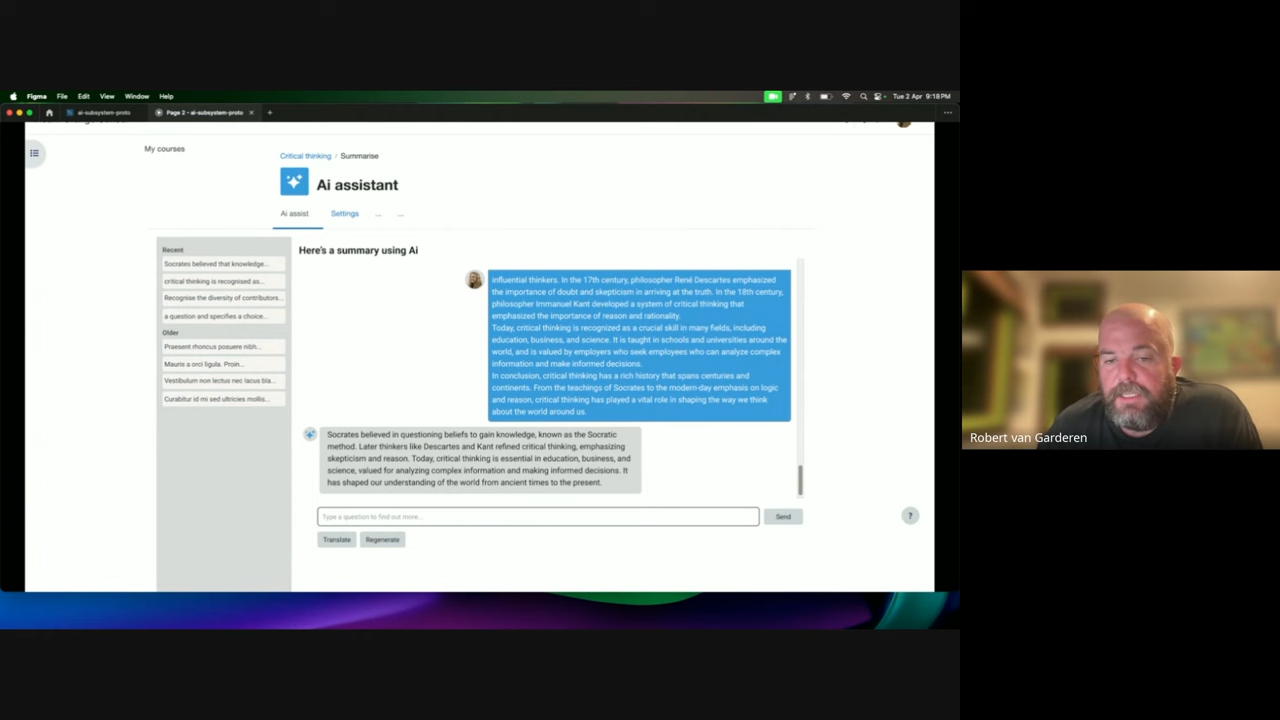 Figma File Edit View Window Help
Tue 2 Apr 9:18PM
ai-subsystem-proto
Page 2 - ai-subsystem-proto
My courses
Critical thinking / Summarise
Ai assistant
Ai assist Settings ... ...
Recent
Socrates believed that knowledge...
critical thinking is recognised as...
Recognise the diversity of contributors...
a question and specifies a choice...
Older
Praesent rhoncus posuere nibh...
Mauris a orci ligula. Proin...
Vestibulum non lectus nec lacus bla...
Curabitur id mi sed ultricies mollis...
Here's a summary using Ai
influential thinkers. In the 17th century, philosopher René Descartes emphasized
the importance of doubt and skepticism in arriving at the truth. In the 18th century,
philosopher Immanuel Kant developed a system of critical thinking that
emphasized the importance of reason and rationality.
Today, critical thinking is recognized as a crucial skill in many fields, including
education, business, and science. It is taught in schools and universities around the
world, and is valued by employers who seek employees who can analyze complex
information and make informed decisions.
In conclusion, critical thinking has a rich history that spans centuries and
continents. From the teachings of Socrates to the modern-day emphasis on logic
and reason, critical thinking has played a vital role in shaping the way we think
about the world around us.
Socrates believed in questioning beliefs to gain knowledge, known as the Socratic
method. Later thinkers like Descartes and Kant refined critical thinking, emphasizing
skepticism and reason. Today, critical thinking is essential in education, business, and
science, valued for analyzing complex information and making informed decisions. It
has shaped our understanding of the world from ancient times to the present.
Type a question to find out more...
Send
?
Translate Regenerate
Robert van Garderen